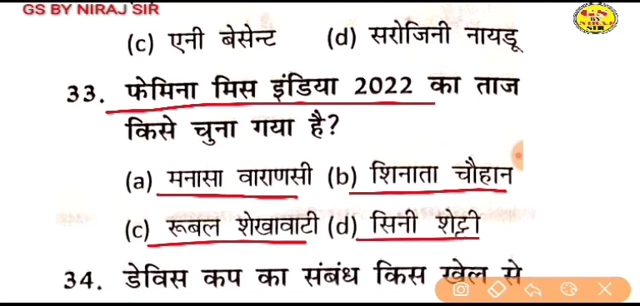 GS BY NIRAJ SIR
(c) एनी बेसेन्ट (d) सरोजिनी नायडू
33. फेमिना मिस इंडिया 2022 का ताज
किसे चुना गया है?
(a) मनासा वाराणसी (b) शिनाता चौहान
(c) रूबल शेखावाटी (d) सिनी शेट्टी
34. डेविस कप का संबंध किस खेल से